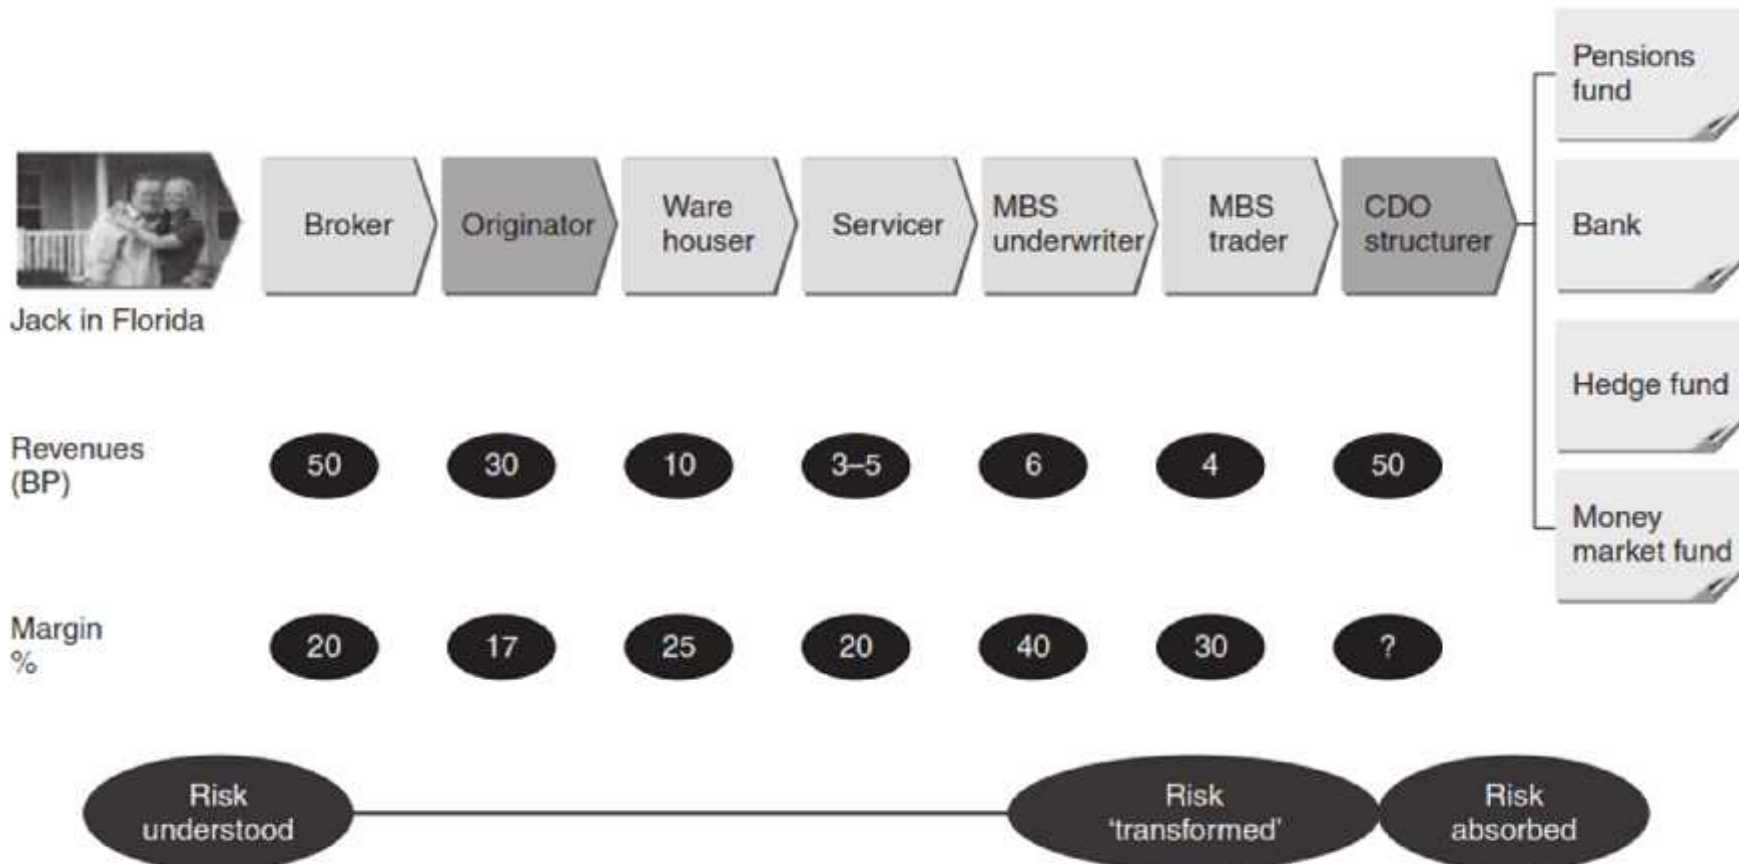 Jack in Florida
Broker
Originator
Ware
houser
Servicer
MBS
underwriter
MBS
trader
CDO
structurer
Pensions
fund
Bank
Hedge fund
Money
market fund
Revenues
(BP)
50
30
10
3–5
6
4
50
Margin
%
20
17
25
20
40
30
?
Risk
understood
Risk
‘transformed’
Risk
absorbed